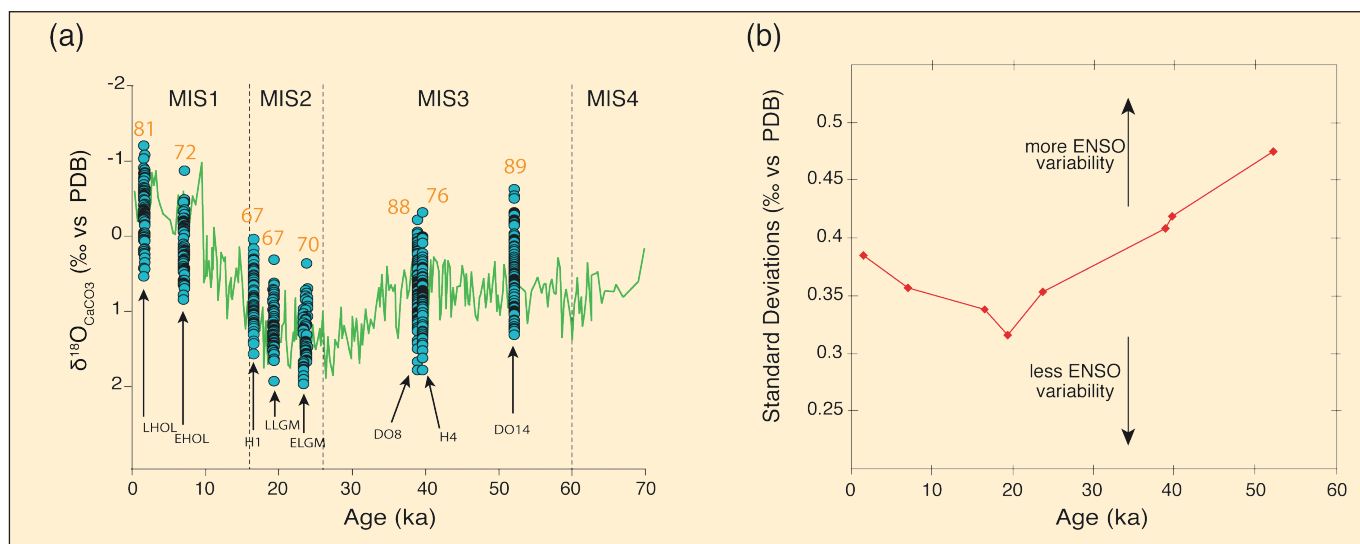 (a)
-2
-1
0
1
2
δ18OCaCO3 (‰ vs PDB)
MIS1
MIS2
MIS3
MIS4
81
72
67
67
70
88
76
89
LHOL
EHOL
H1
LLGM
ELGM
DO8
H4
DO14
0 10 20 30 40 50 60 70
Age (ka)
(b)
Standard Deviations (‰ vs PDB)
0.5
0.45
0.4
0.35
0.3
0.25
more ENSO
variability
less ENSO
variability
0 10 20 30 40 50 60
Age (ka)